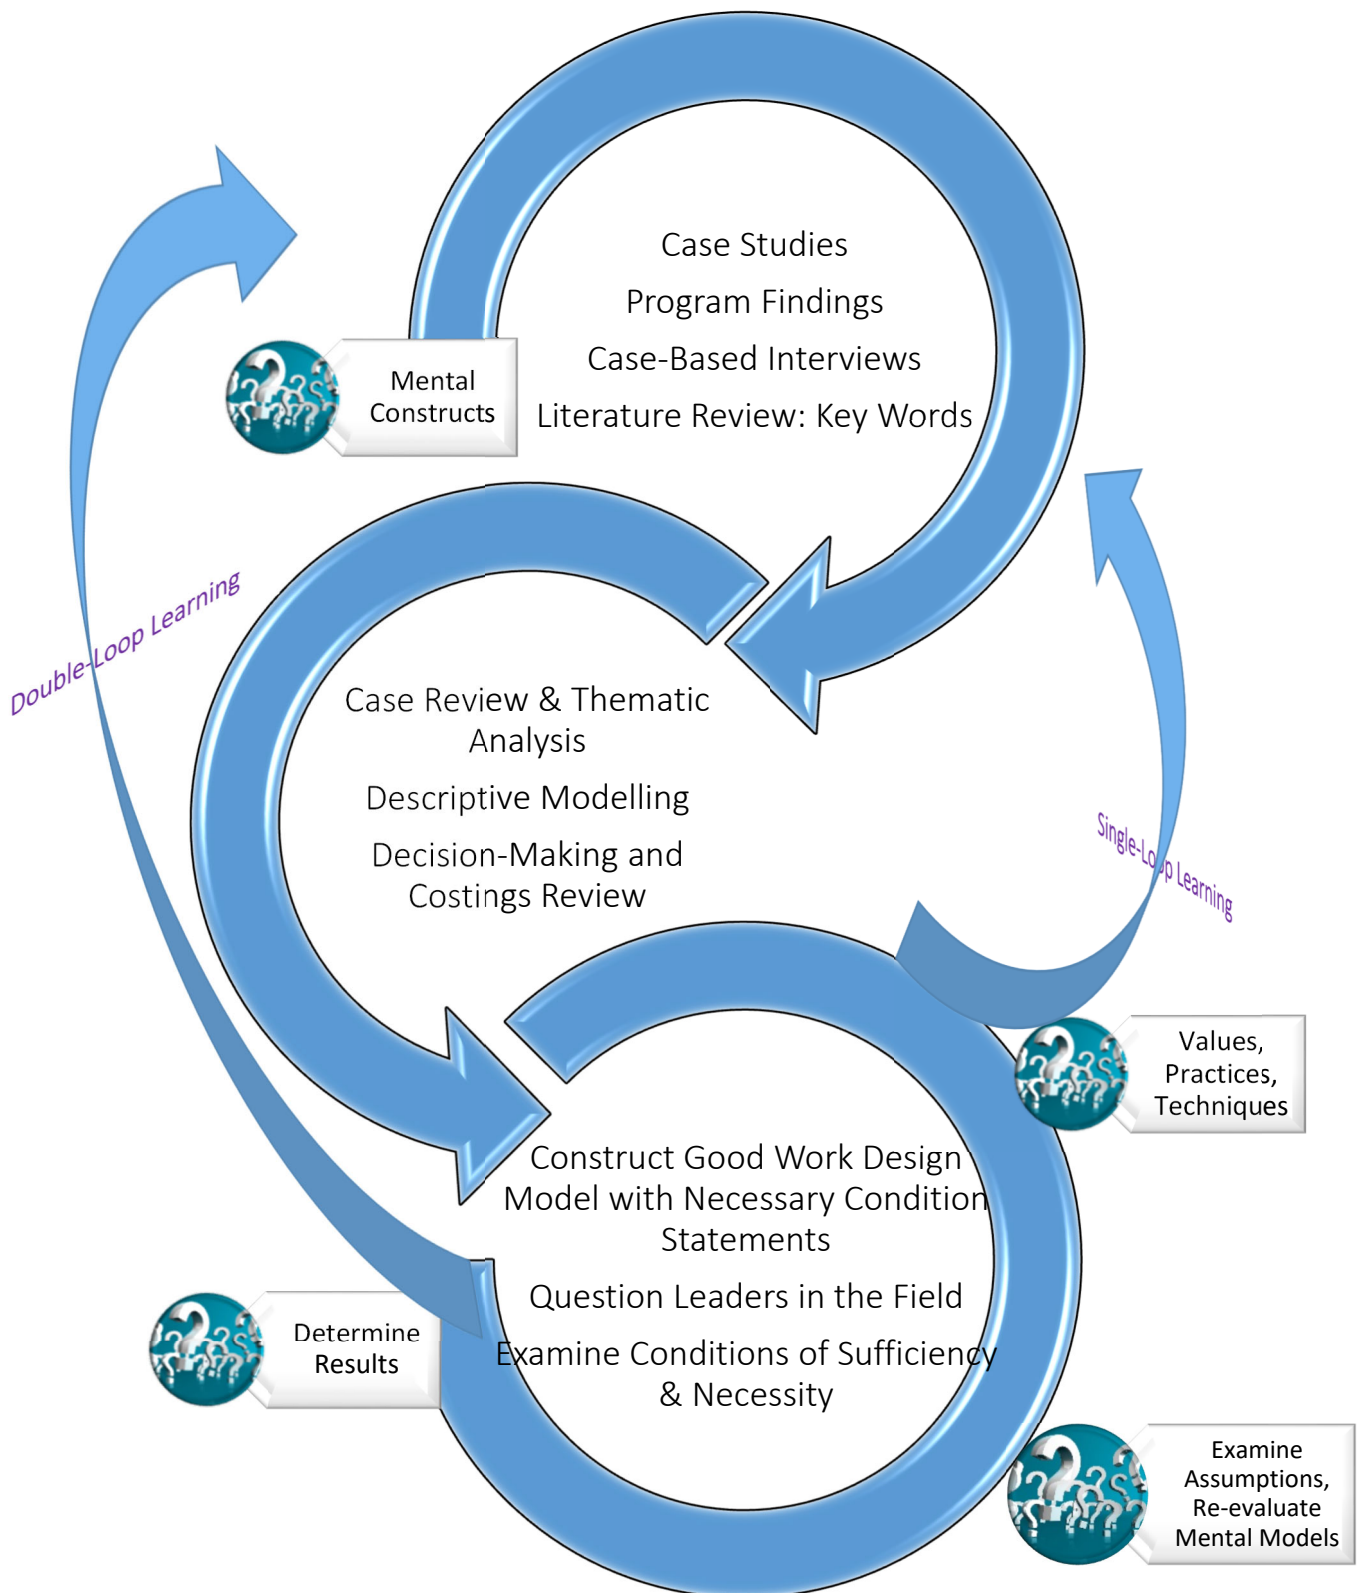 Case Studies
Program Findings
Case-Based Interviews
Literature Review: Key Words
Mental
Constructs
Double-Loop Learning
Case Review & Thematic
Analysis
Descriptive Modelling
Decision-Making and
Costings Review
Single-Loop Learning
Values,
Practices,
Techniques
Construct Good Work Design
Model with Necessary Condition
Statements
Question Leaders in the Field
Examine Conditions of Sufficiency
& Necessity
Determine
Results
Examine
Assumptions,
Re-evaluate
Mental Models